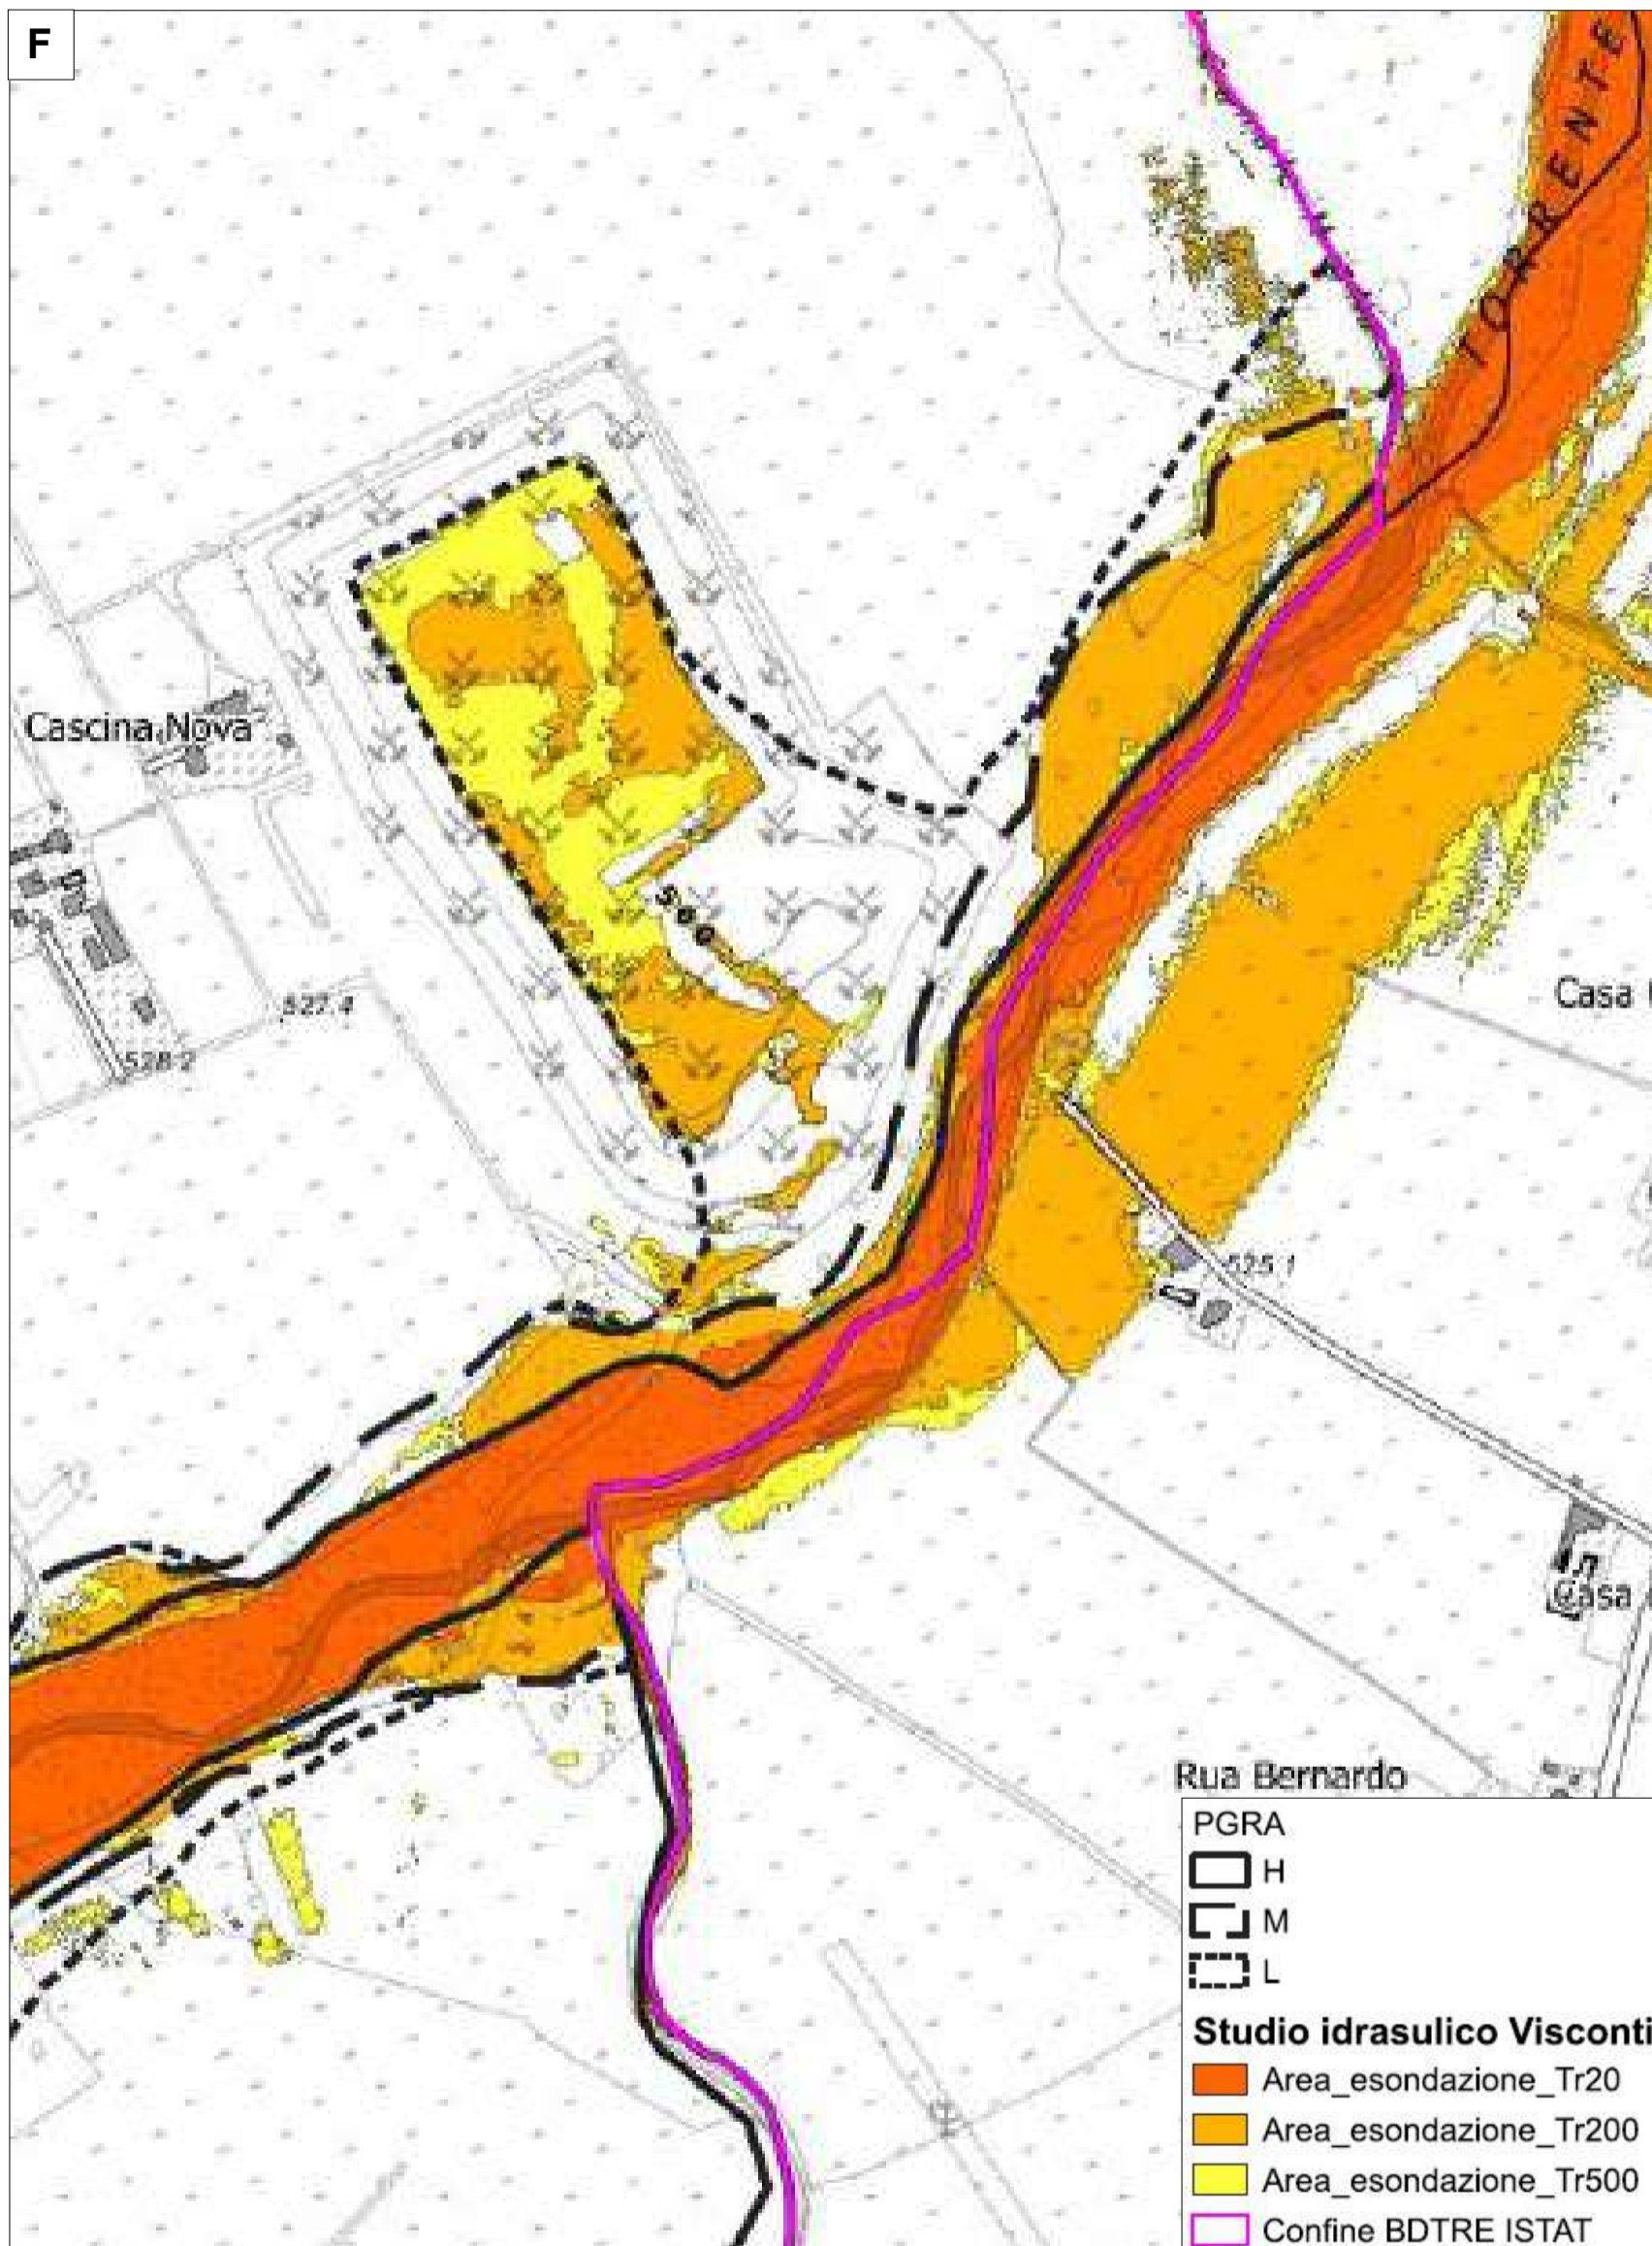 F
TORRENTE
Cascina Nova
500
527.4
528.2
Casa
525.1
Casa
Rua Bernardo
PGRA
H
M
L
Studio idrasulico Visconti
Area_esondazione_Tr20
Area_esondazione_Tr200
Area_esondazione_Tr500
Confine BDTRE ISTAT